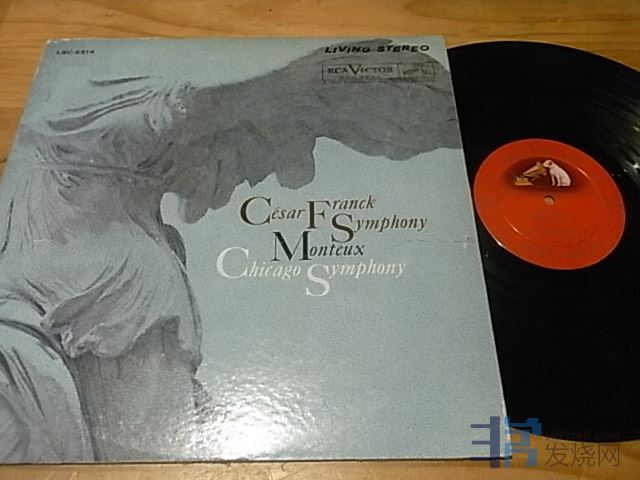 LSC-2514
LIVING STEREO
RCA VICTOR
César Franck
Symphony
Monteux
Chicago Symphony
发烧网